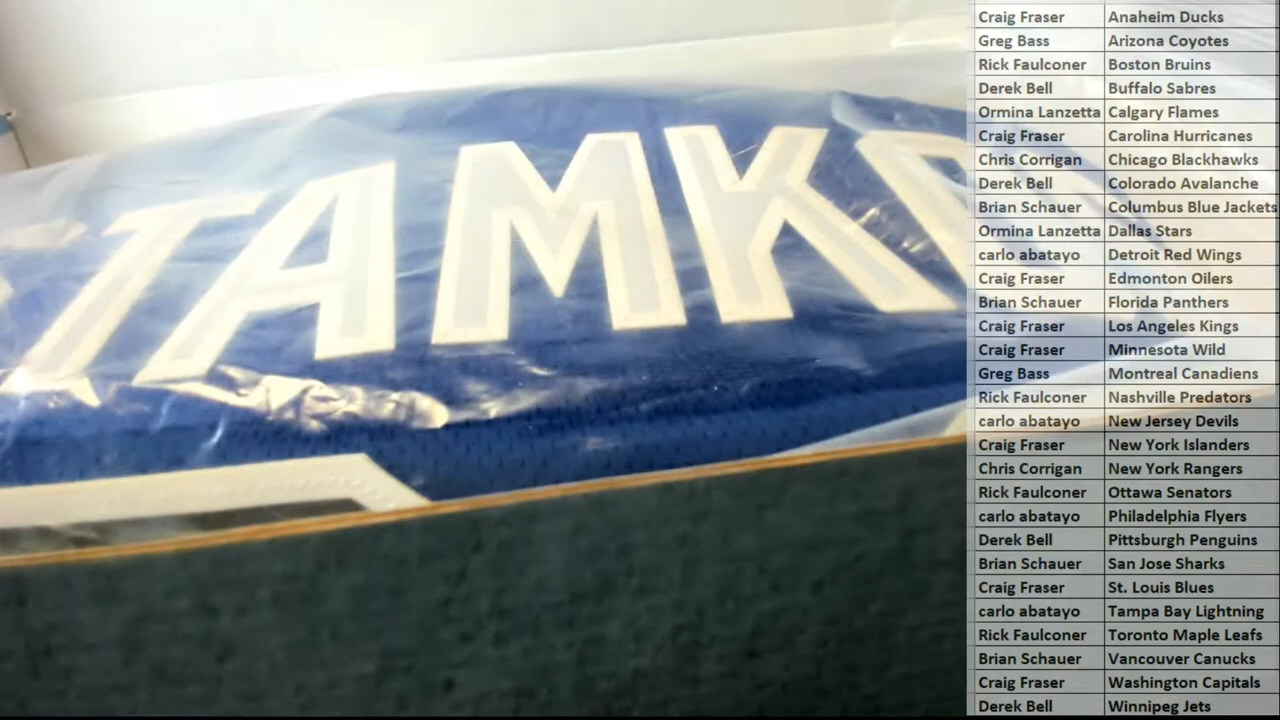 TAMK
Craig Fraser Anaheim Ducks
Greg Bass Arizona Coyotes
Rick Faulconer Boston Bruins
Derek Bell Buffalo Sabres
Ormina Lanzetta Calgary Flames
Craig Fraser Carolina Hurricanes
Chris Corrigan Chicago Blackhawks
Derek Bell Colorado Avalanche
Brian Schauer Columbus Blue Jackets
Ormina Lanzetta Dallas Stars
carlo abatayo Detroit Red Wings
Craig Fraser Edmonton Oilers
Brian Schauer Florida Panthers
Craig Fraser Los Angeles Kings
Craig Fraser Minnesota Wild
Greg Bass Montreal Canadiens
Rick Faulconer Nashville Predators
carlo abatayo New Jersey Devils
Craig Fraser New York Islanders
Chris Corrigan New York Rangers
Rick Faulconer Ottawa Senators
carlo abatayo Philadelphia Flyers
Derek Bell Pittsburgh Penguins
Brian Schauer San Jose Sharks
Craig Fraser St. Louis Blues
carlo abatayo Tampa Bay Lightning
Rick Faulconer Toronto Maple Leafs
Brian Schauer Vancouver Canucks
Craig Fraser Washington Capitals
Derek Bell Winnipeg Jets